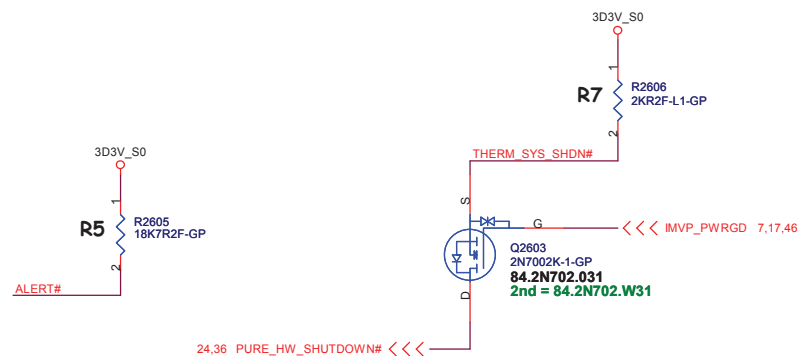 3D3V_S0
1
R7
R2606
2KR2F-L1-GP
2
THERM_SYS_SHDN#
3D3V_S0
1
R5
R2605
18K7R2F-GP
2
ALERT#
S
G
IMVP_PWRGD 7,17,46
Q2603
2N7002K-1-GP
84.2N702.031
2nd = 84.2N702.W31
D
24,36 PURE_HW_SHUTDOWN#